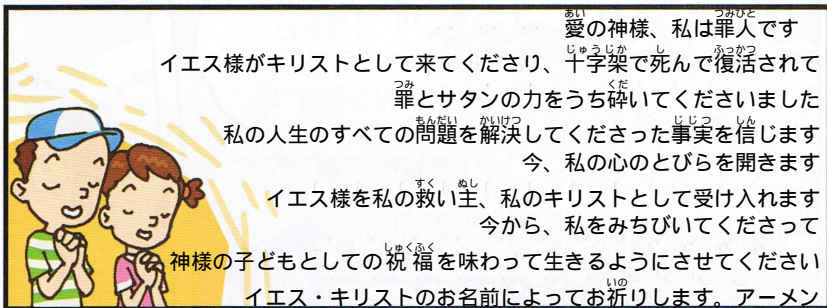 愛の神様、私は罪人です
イエス様がキリストとして来てくださり、十字架で死んで復活されて
罪とサタンの力をうち砕いてくださいました
私の人生のすべての問題を解決してくださった事実を信じます
今、私の心のとびらを開きます
イエス様を私の救い主、私のキリストとして受け入れます
今から、私をみちびいてくださって
神様の子どもとしての祝福を味わって生きるようにさせてください
イエス・キリストのお名前によってお祈りします。アーメン